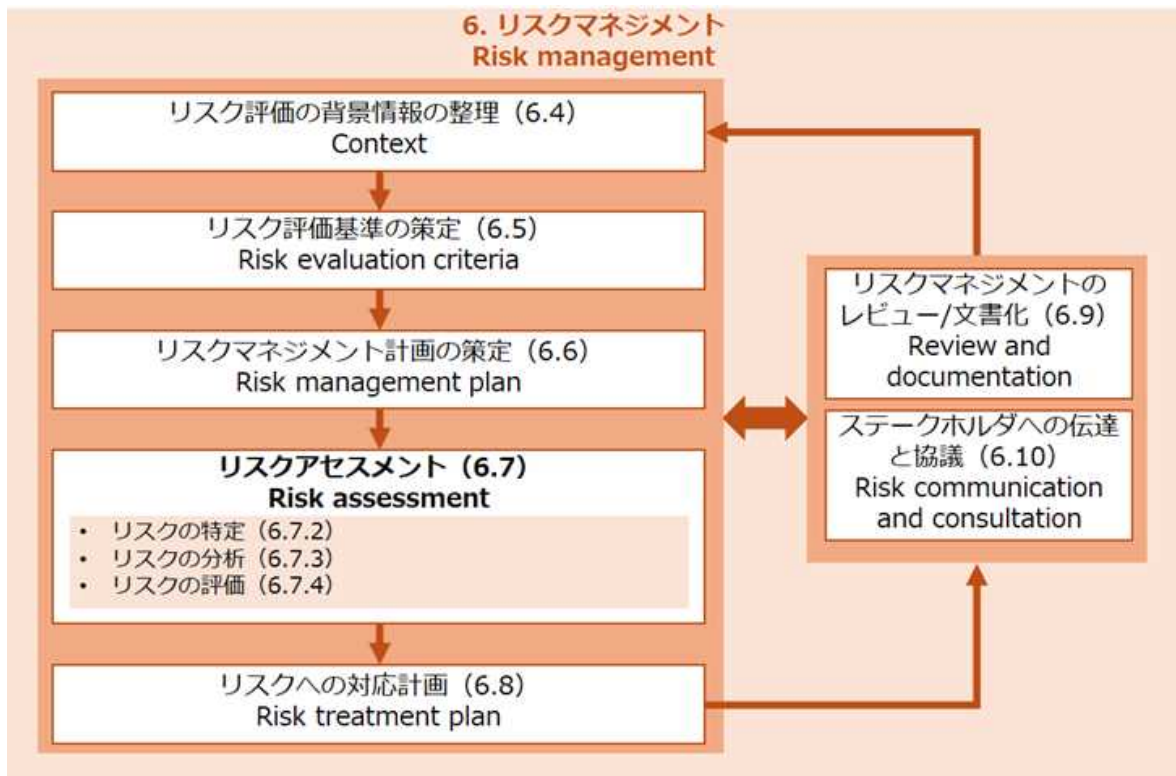 6. リスクマネジメント
Risk management
リスク評価の背景情報の整理（6.4）
Context
リスク評価基準の策定（6.5）
Risk evaluation criteria
リスクマネジメント計画の策定（6.6）
Risk management plan
リスクアセスメント（6.7）
Risk assessment
• リスクの特定（6.7.2）
• リスクの分析（6.7.3）
• リスクの評価（6.7.4）
リスクへの対応計画（6.8）
Risk treatment plan
リスクマネジメントの
レビュー/文書化（6.9）
Review and
documentation
ステークホルダへの伝達
と協議（6.10）
Risk communication
and consultation